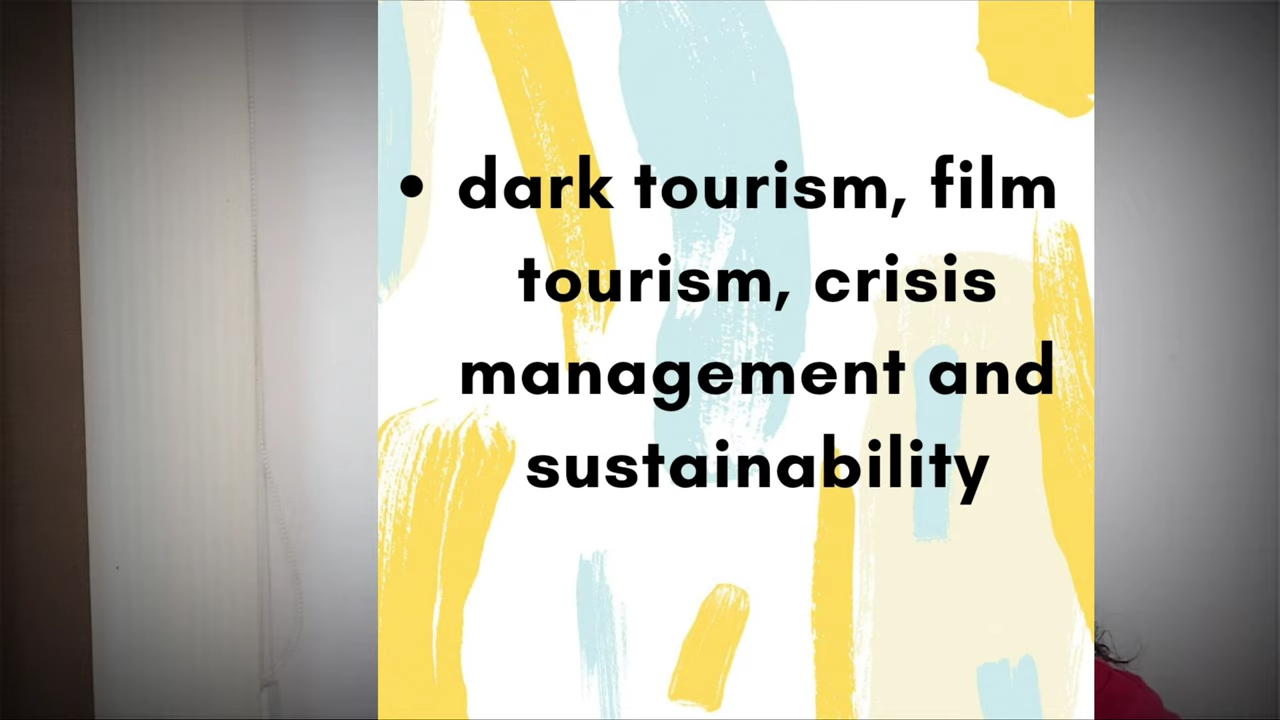 • dark tourism, film
tourism, crisis
management and
sustainability